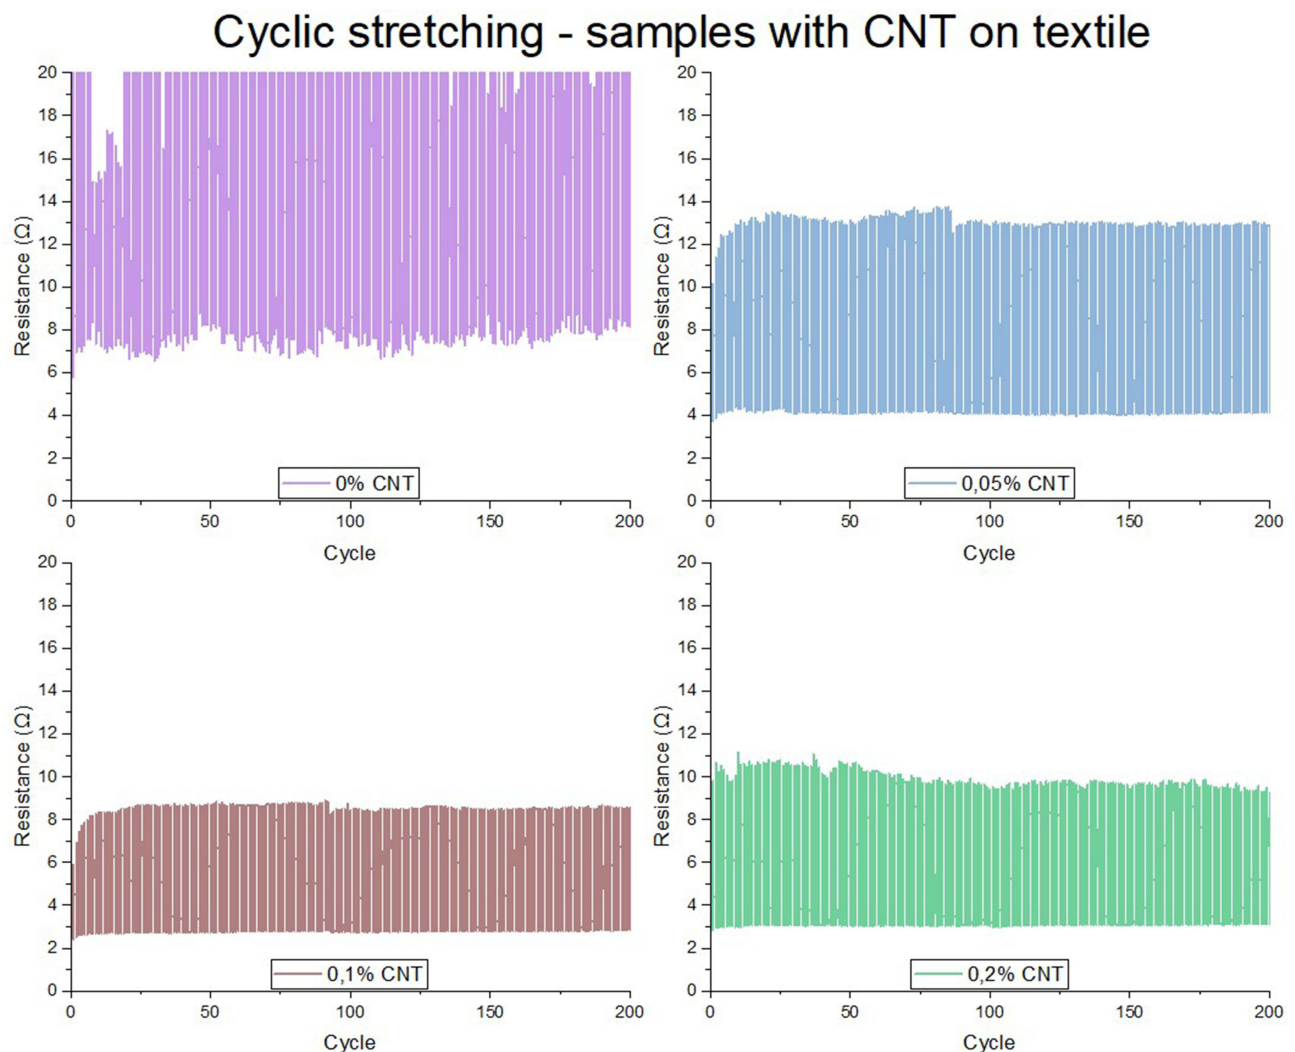 Cyclic stretching - samples with CNT on textile
20
18
16
14
12
10
8
6
4
2
0
Resistance (Ω)
0% CNT
0 50 100 150 200
Cycle
20
18
16
14
12
10
8
6
4
2
0
Resistance (Ω)
0,05% CNT
0 50 100 150 200
Cycle
20
18
16
14
12
10
8
6
4
2
0
Resistance (Ω)
0,1% CNT
0 50 100 150 200
Cycle
20
18
16
14
12
10
8
6
4
2
0
Resistance (Ω)
0,2% CNT
0 50 100 150 200
Cycle